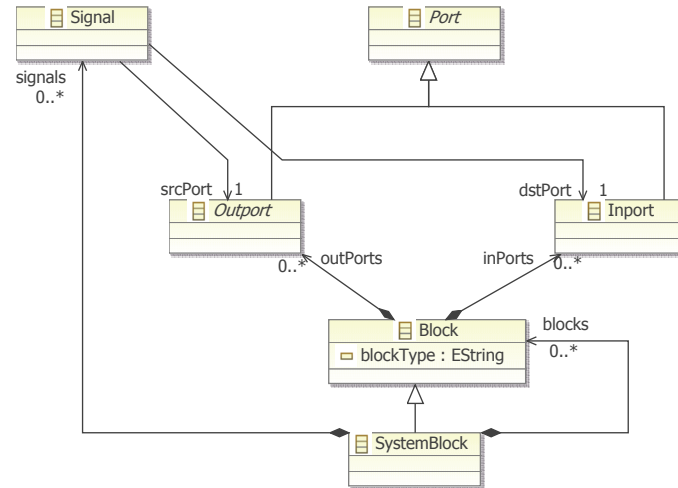 Signal
Port
signals
0..*
srcPort
1
dstPort
1
Outport
Inport
0..*
outPorts
inPorts
0..*
Block
blocks
blockType : EString
0..*
SystemBlock